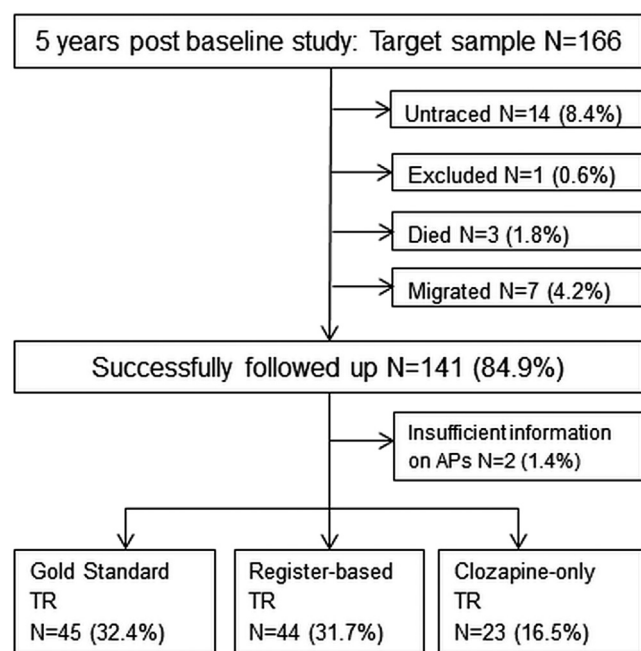 5 years post baseline study: Target sample N=166
Untraced N=14 (8.4%)
Excluded N=1 (0.6%)
Died N=3 (1.8%)
Migrated N=7 (4.2%)
Successfully followed up N=141 (84.9%)
Insufficient information
on APs N=2 (1.4%)
Gold Standard
TR
N=45 (32.4%)
Register-based
TR
N=44 (31.7%)
Clozapine-only
TR
N=23 (16.5%)